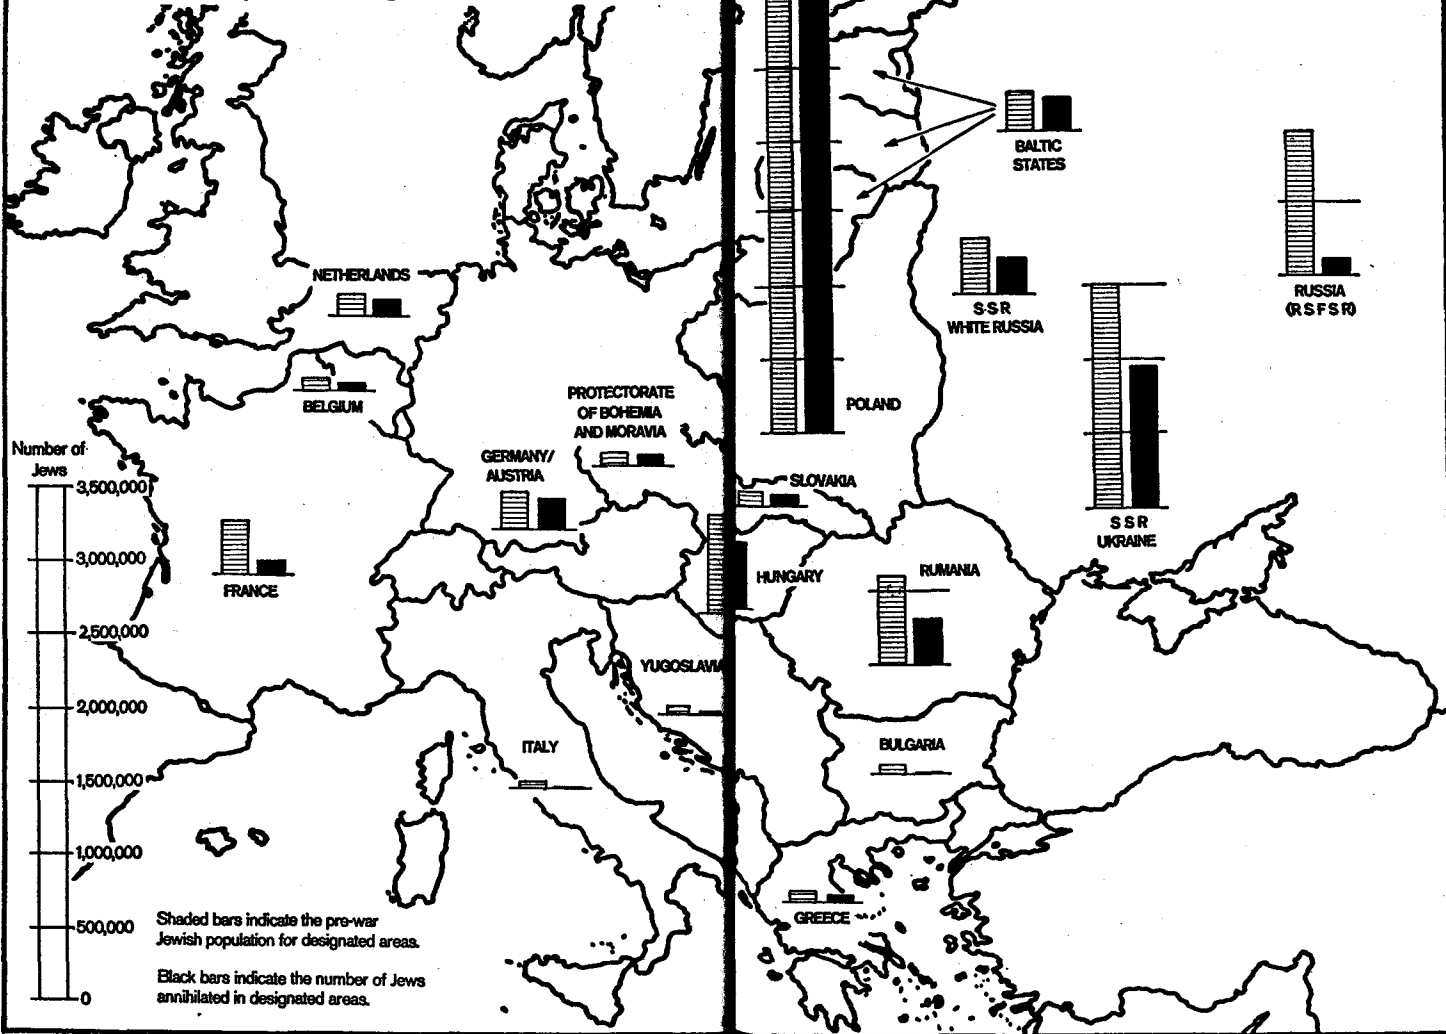 BALTIC
STATES
NETHERLANDS
RUSSIA
(R S F S R)
S S R
WHITE RUSSIA
BELGIUM
PROTECTORATE
OF BOHEMIA
AND MORAVIA
POLAND
Number of
Jews
GERMANY/
AUSTRIA
SLOVAKIA
3,500,000
S S R
UKRAINE
3,000,000
FRANCE
HUNGARY
RUMANIA
2,500,000
YUGOSLAVIA
2,000,000
ITALY
BULGARIA
1,500,000
1,000,000
500,000
0
GREECE
Shaded bars indicate the pre-war
Jewish population for designated areas.
Black bars indicate the number of Jews
annihilated in designated areas.